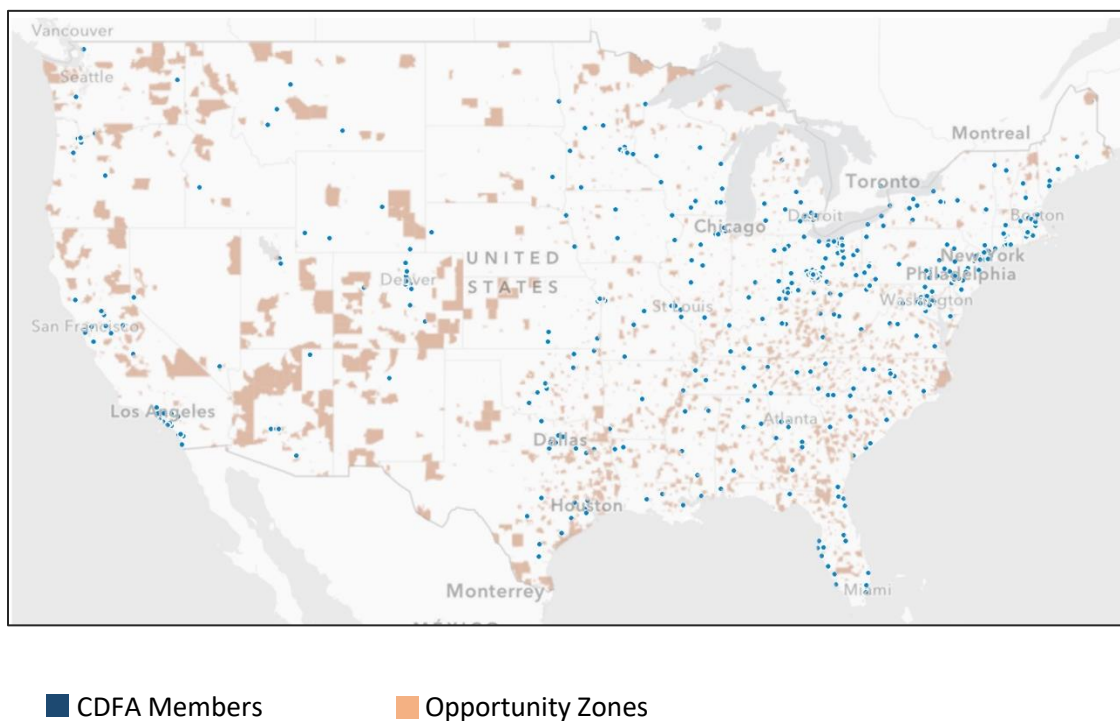 Vancouver
Seattle
Montreal
Toronto
Boston
Detroit
Chicago
New York
UNITED
Philadelphia
Denver
STATES
Washington
St Louis
San Francisco
Los Angeles
Atlanta
Dallas
Houston
Monterrey
Miami
MÉXICO
CDFA Members
Opportunity Zones